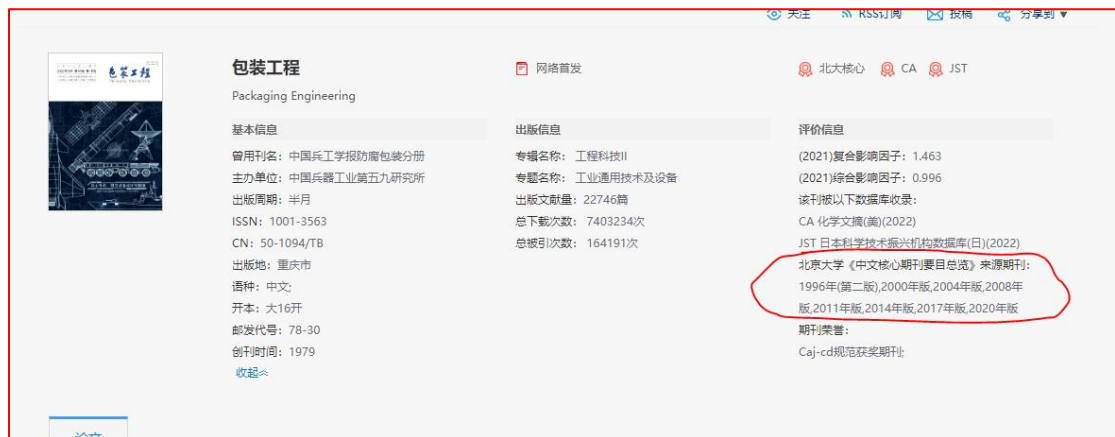 关注 RSS订阅 投稿 分享到▼
包装工程
包装工程
Packaging Engineering
网络首发
北大核心 CA JST
基本信息
曾用刊名：中国兵工学报防腐包装分册
主办单位：中国兵器工业第五九研究所
出版周期：半月
ISSN：1001-3563
CN：50-1094/TB
出版地：重庆市
语种：中文;
开本：大16开
邮发代号：78-30
创刊时间：1979
收起
出版信息
专辑名称：工程科技II
专题名称：工业通用技术及设备
出版文献量：22746篇
总下载次数：7403234次
总被引次数：164191次
评价信息
(2021)复合影响因子：1.463
(2021)综合影响因子：0.996
该刊被以下数据库收录：
CA 化学文摘(美)(2022)
JST 日本科学技术振兴机构数据库(日)(2022)
北京大学《中文核心期刊要目总览》来源期刊：
1996年(第二版),2000年版,2004年版,2008年
版,2011年版,2014年版,2017年版,2020年版
期刊荣誉：
Caj-cd规范获奖期刊;